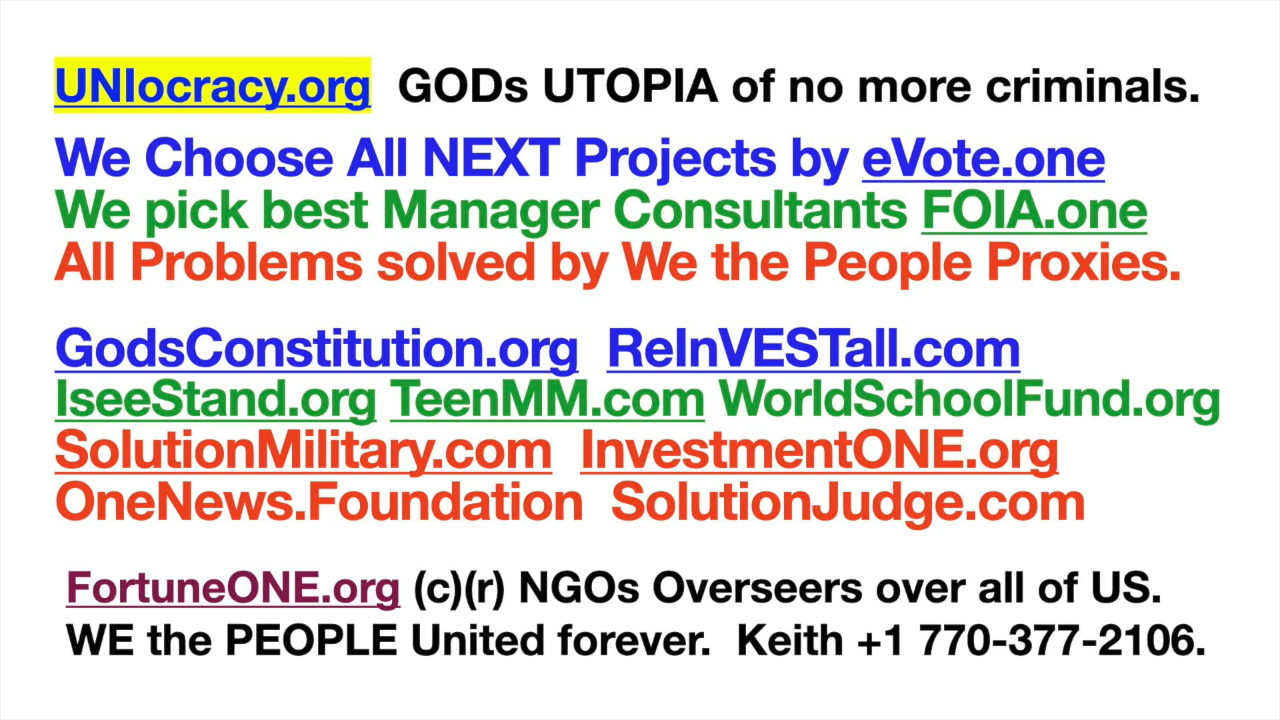 UNIocracy.org GODs UTOPIA of no more criminals.
We Choose All NEXT Projects by eVote.one
We pick best Manager Consultants FOIA.one
All Problems solved by We the People Proxies.
GodsConstitution.org ReInVESTall.com
IseeStand.org TeenMM.com WorldSchoolFund.org
SolutionMilitary.com InvestmentONE.org
OneNews.Foundation SolutionJudge.com
FortuneONE.org (c)(r) NGOs Overseers over all of US.
WE the PEOPLE United forever. Keith +1 770-377-2106.